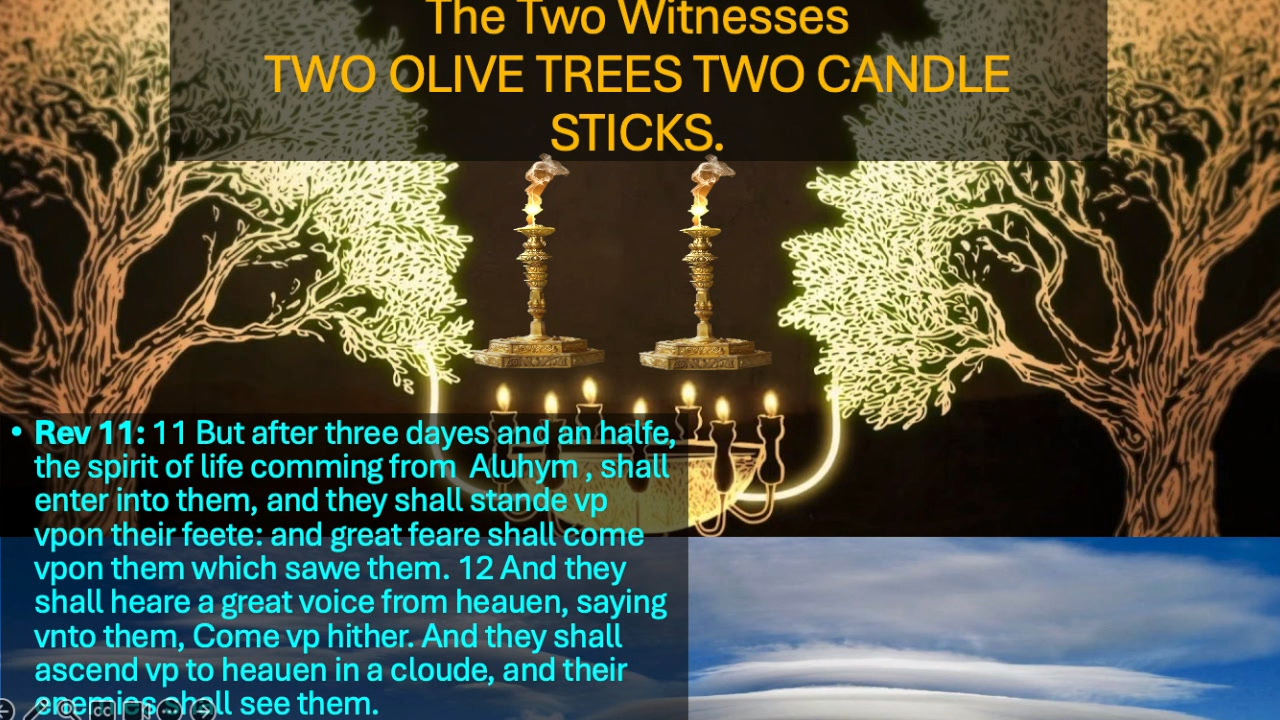 The Two Witnesses
TWO OLIVE TREES TWO CANDLE
STICKS.
• Rev 11: 11 But after three dayes and an halfe,
the spirit of life comming from  Aluhym , shall
enter into them, and they shall stande vp
vpon their feete: and great feare shall come
vpon them which sawe them. 12 And they
shall heare a great voice from heauen, saying
vnto them, Come vp hither. And they shall
ascend vp to heauen in a cloude, and their
enemies shall see them.